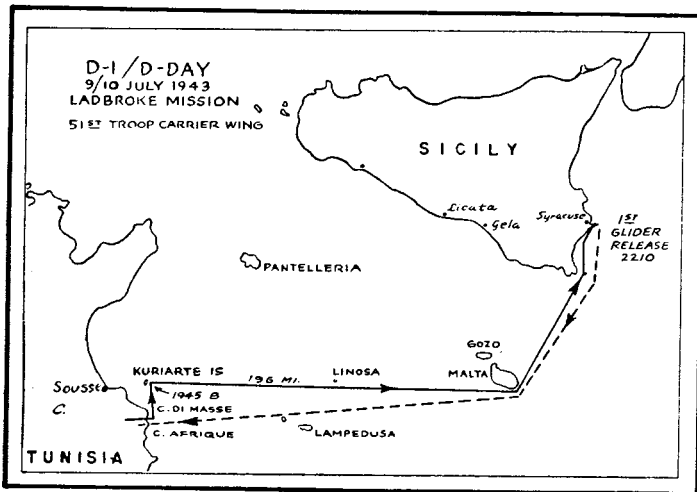 D-1/D-DAY
9/10 JULY 1943
LADBROKE MISSION
51ST TROOP CARRIER WING
SICILY
Licata
Gela
Syracuse
1ST
GLIDER
RELEASE
2210
PANTELLERIA
GOZO
MALTA
KURIARTE IS
196 MI.
LINOSA
Sousse
C.
1945 B
C. DI MASSE
C. AFRIQUE
LAMPEDUSA
TUNISIA